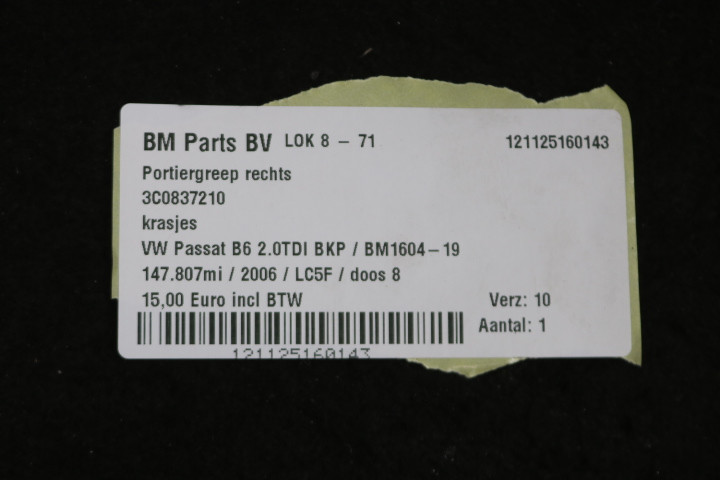 BM Parts BV LOK 8 – 71 121125160143
Portiergreep rechts
3C0837210
krasjes
VW Passat B6 2.0TDI BKP / BM1604–19
147.807mi / 2006 / LC5F / doos 8
15,00 Euro incl BTW Verz: 10
Aantal: 1
121125160143